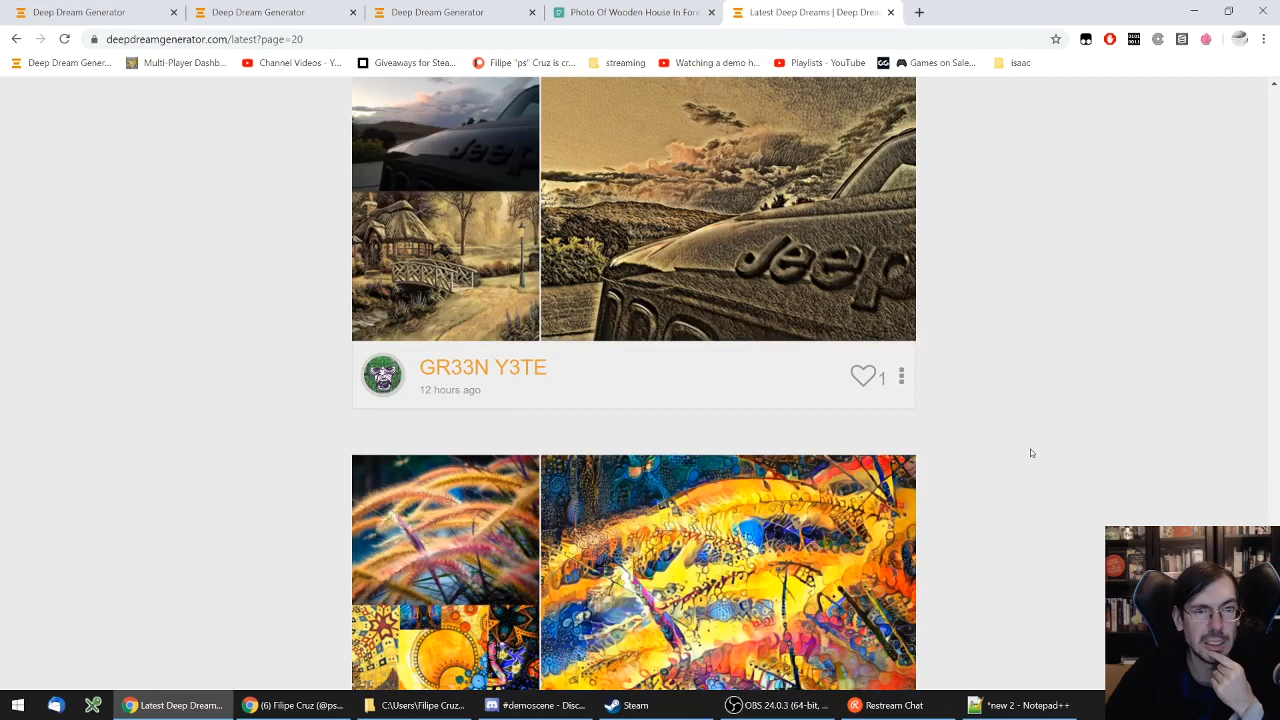 Deep Dream Generator
Deep Dream Generator
Deep Dream Generator
Photo Of Wooden House In Fore
Latest Deep Dreams | Deep Drea
deepdreamgenerator.com/latest?page=20
Deep Dream Gener...
Multi-Player Dashb...
Channel Videos - Y...
Giveaways for Stea...
Filipe "ps" Cruz is cr...
streaming
Watching a demo h...
Playlists - YouTube
GG
Games on Sale...
isaac
jeep
jeep
GR33N Y3TE
12 hours ago
1
Latest Deep Dream...
(6) Filipe Cruz (@ps...
C:\Users\Filipe Cruz...
#demoscene - Disc...
Steam
OBS 24.0.3 (64-bit, ...
Restream Chat
*new 2 - Notepad++